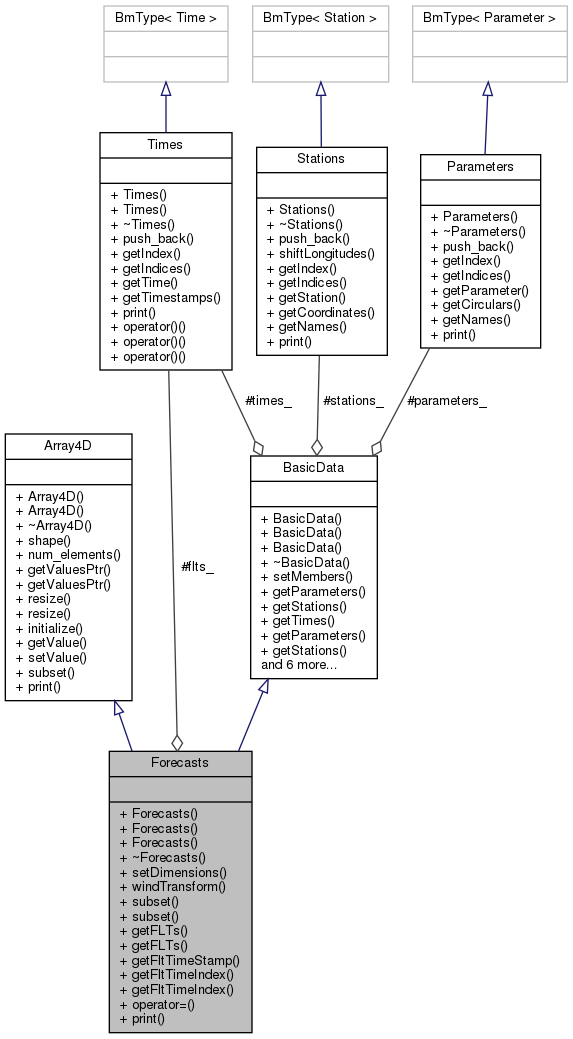 BmType< Time >
BmType< Station >
BmType< Parameter >
Times
+ Times()
+ Times()
+ ~Times()
+ push_back()
+ getIndex()
+ getIndices()
+ getTime()
+ getTimestamps()
+ print()
+ operator()()
+ operator()()
+ operator()()
Stations
+ Stations()
+ ~Stations()
+ push_back()
+ shiftLongitudes()
+ getIndex()
+ getIndices()
+ getStation()
+ getCoordinates()
+ getNames()
+ print()
Parameters
+ Parameters()
+ ~Parameters()
+ push_back()
+ getIndex()
+ getIndices()
+ getParameter()
+ getCirculars()
+ getNames()
+ print()
#times_
#stations_
#parameters_
Array4D
+ Array4D()
+ Array4D()
+ ~Array4D()
+ shape()
+ num_elements()
+ getValuesPtr()
+ getValuesPtr()
+ resize()
+ resize()
+ initialize()
+ getValue()
+ setValue()
+ subset()
+ print()
#flts_
BasicData
+ BasicData()
+ BasicData()
+ BasicData()
+ ~BasicData()
+ setMembers()
+ getParameters()
+ getStations()
+ getTimes()
+ getParameters()
+ getStations()
and 6 more...
Forecasts
+ Forecasts()
+ Forecasts()
+ Forecasts()
+ ~Forecasts()
+ setDimensions()
+ windTransform()
+ subset()
+ subset()
+ getFLTs()
+ getFLTs()
+ getFltTimeStamp()
+ getFltTimeIndex()
+ getFltTimeIndex()
+ operator=()
+ print()